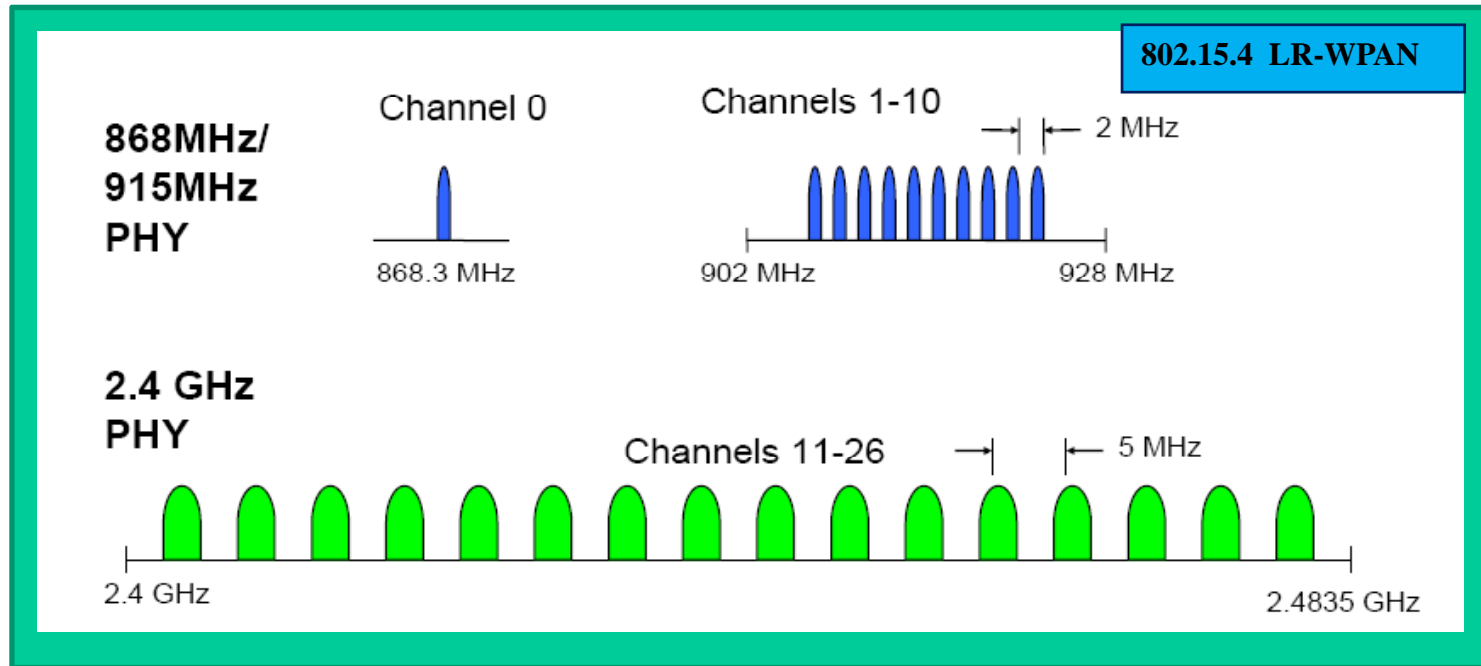 802.15.4 LR-WPAN
868MHz/
915MHz
PHY
Channel 0
868.3 MHz
Channels 1-10
2 MHz
902 MHz
928 MHz
2.4 GHz
PHY
Channels 11-26
5 MHz
2.4 GHz
2.4835 GHz